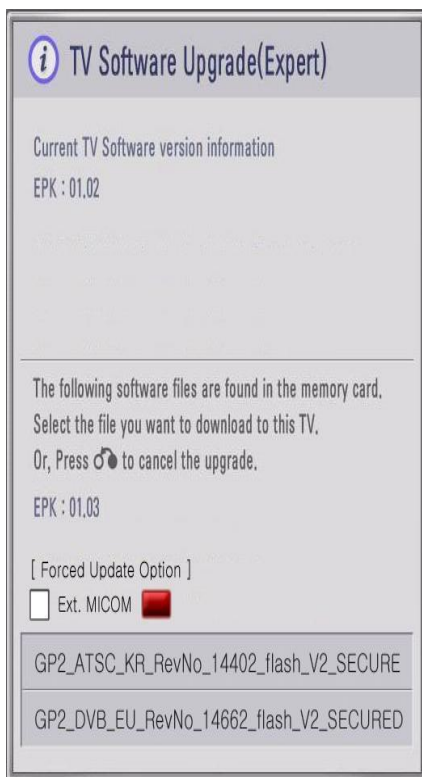 i TV Software Upgrade(Expert)
Current TV Software version information
EPK : 01.02
The following software files are found in the memory card.
Select the file you want to download to this TV.
Or, Press to cancel the upgrade.
EPK : 01.03
[ Forced Update Option ]
Ext. MICOM
GP2_ATSC_KR_RevNo_14402_flash_V2_SECURE
GP2_DVB_EU_RevNo_14662_flash_V2_SECURED